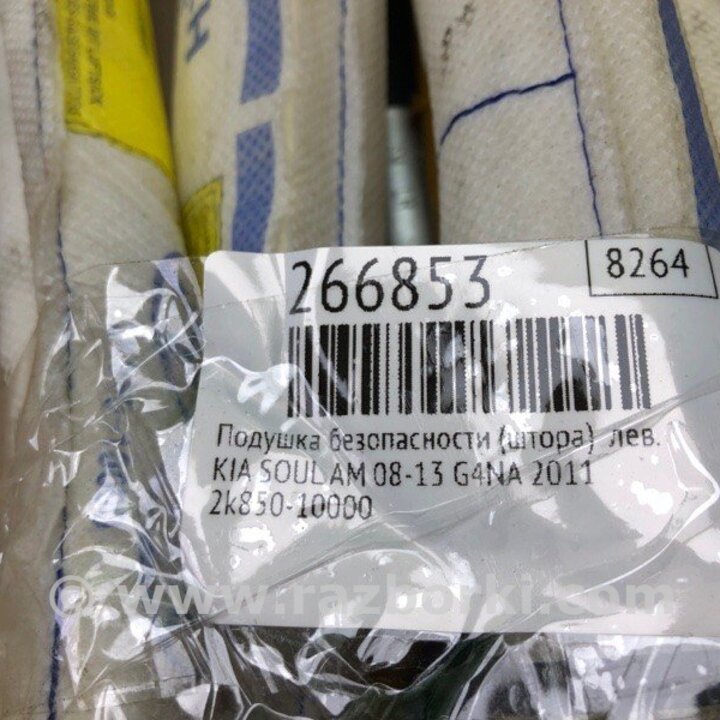 266853
8264
Подушка безопасности (штора) лев.
KIA SOUL AM 08-13 G4NA 2011
2k850-10000
© www.razborki.com